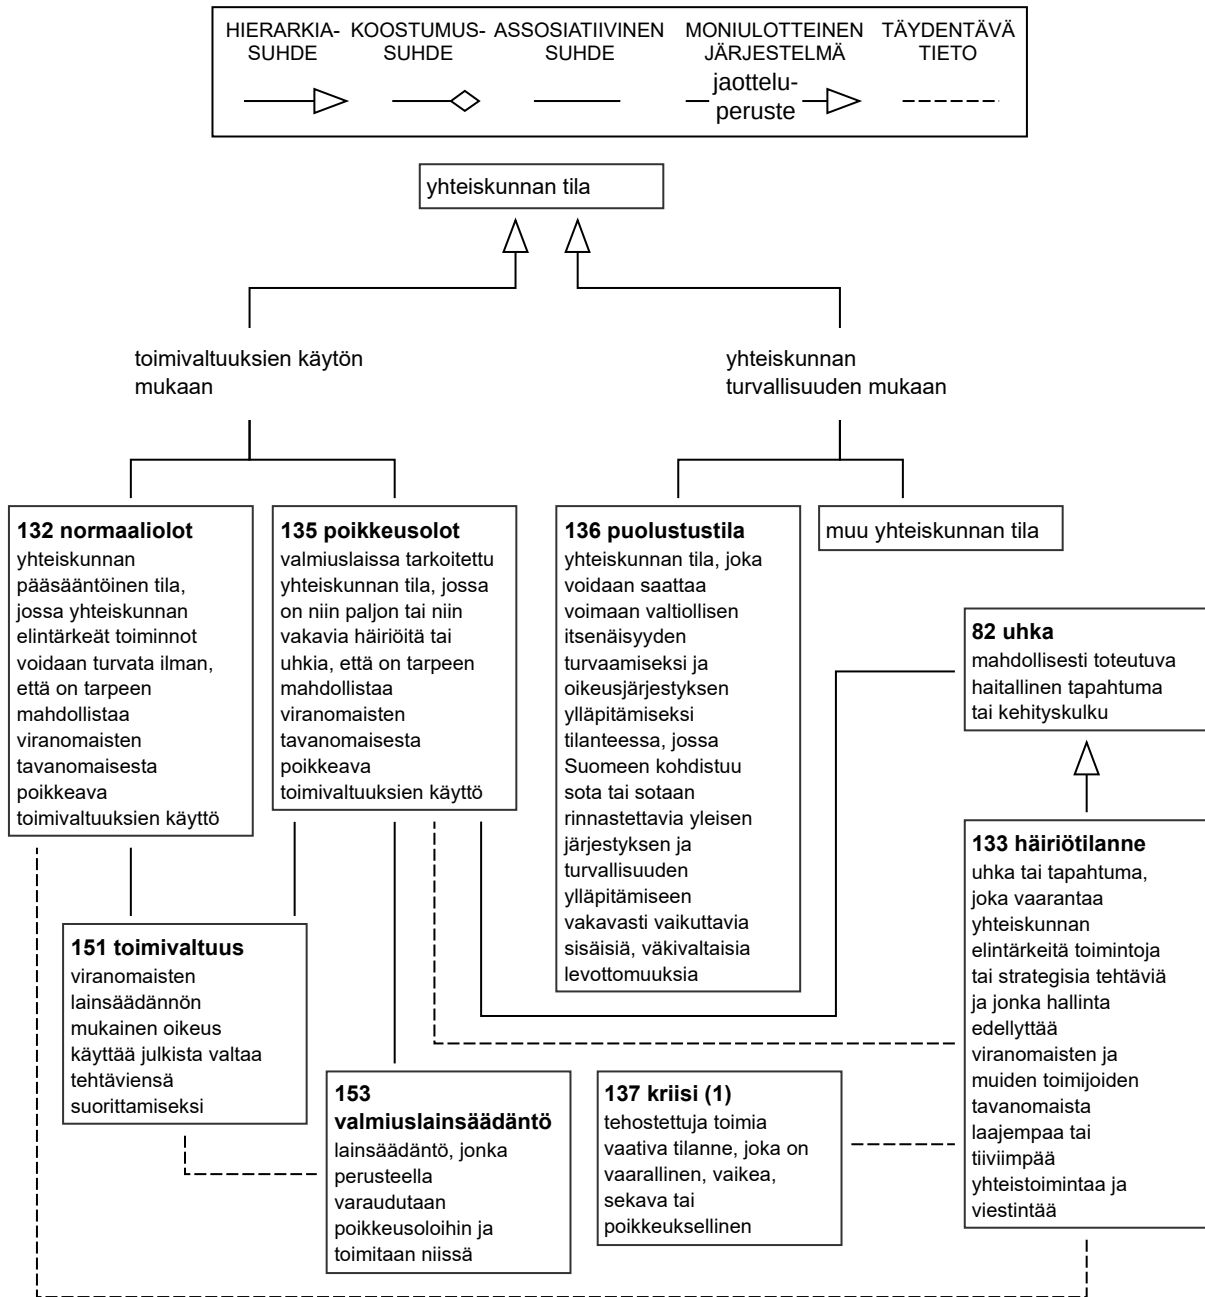 HIERARKIA-
SUHDE
KOOSTUMUS-
SUHDE
ASSOSIATIIVINEN
SUHDE
MONIULOTTEINEN
JÄRJESTELMÄ
jaottelu-
peruste
TÄYDENTÄVÄ
TIETO
yhteiskunnan tila
toimivaltuuksien käytön
mukaan
yhteiskunnan
turvallisuuden mukaan
132 normaaliolot
yhteiskunnan
pääsääntöinen tila,
jossa yhteiskunnan
elintärkeät toiminnot
voidaan turvata ilman,
että on tarpeen
mahdollistaa
viranomaisten
tavanomaisesta
poikkeava
toimivaltuuksien käyttö
135 poikkeusolot
valmiuslaissa tarkoitettu
yhteiskunnan tila, jossa
on niin paljon tai niin
vakavia häiriöitä tai
uhkia, että on tarpeen
mahdollistaa
viranomaisten
tavanomaisesta
poikkeava
toimivaltuuksien käyttö
136 puolustustila
yhteiskunnan tila, joka
voidaan saattaa
voimaan valtiollisen
itsenäisyyden
turvaamiseksi ja
oikeusjärjestyksen
ylläpitämiseksi
tilanteessa, jossa
Suomeen kohdistuu
sota tai sotaan
rinnastettavia yleisen
järjestyksen ja
turvallisuuden
ylläpitämiseen
vakavasti vaikuttavia
sisäisiä, väkivaltaisia
levottomuuksia
muu yhteiskunnan tila
82 uhka
mahdollisesti toteutuva
haitallinen tapahtuma
tai kehityskulku
133 häiriötilanne
uhka tai tapahtuma,
joka vaarantaa
yhteiskunnan
elintärkeitä toimintoja
tai strategisia tehtäviä
ja jonka hallinta
edellyttää
viranomaisten ja
muiden toimijoiden
tavanomaista
laajempaa tai
tiiviimpää
yhteistoimintaa ja
viestintää
151 toimivaltuus
viranomaisten
lainsäädännön
mukainen oikeus
käyttää julkista valtaa
tehtäviensä
suorittamiseksi
153
valmiuslainsäädäntö
lainsäädäntö, jonka
perusteella
varaudutaan
poikkeusoloihin ja
toimitaan niissä
137 kriisi (1)
tehostettuja toimia
vaativa tilanne, joka on
vaarallinen, vaikea,
sekava tai
poikkeuksellinen